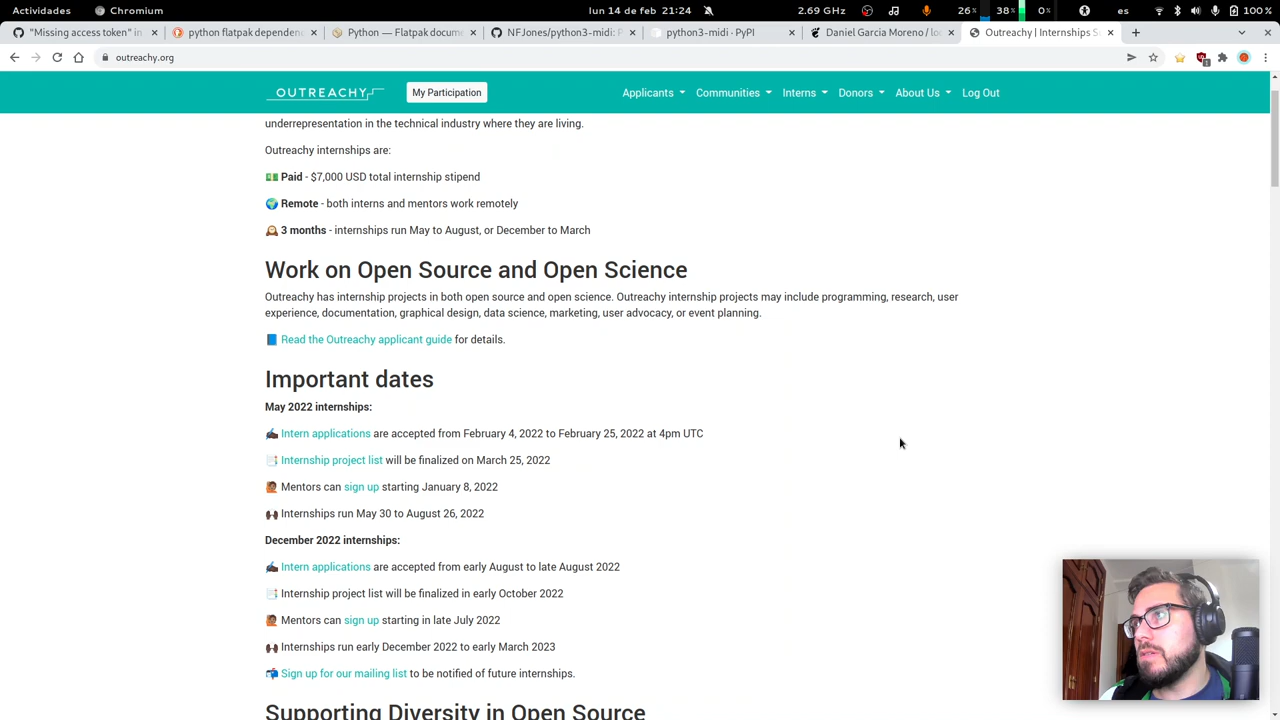 Actividades
Chromium
lun 14 de feb 21:24
2.69 GHz
26%
38%
0%
es
100 %
"Missing access token" in
python flatpak depender
Python — Flatpak docume
NFJones/python3-midi: P
python3-midi · PyPI
Daniel Garcia Moreno / lo
Outreachy | Internships S
outreachy.org
OUTREACHY
My Participation
Applicants
Communities
Interns
Donors
About Us
Log Out
underrepresentation in the technical industry where they are living.
Outreachy internships are:
Paid - $7,000 USD total internship stipend
Remote - both interns and mentors work remotely
3 months - internships run May to August, or December to March
Work on Open Source and Open Science
Outreachy has internship projects in both open source and open science. Outreachy internship projects may include programming, research, user
experience, documentation, graphical design, data science, marketing, user advocacy, or event planning.
Read the Outreachy applicant guide for details.
Important dates
May 2022 internships:
Intern applications are accepted from February 4, 2022 to February 25, 2022 at 4pm UTC
Internship project list will be finalized on March 25, 2022
Mentors can sign up starting January 8, 2022
Internships run May 30 to August 26, 2022
December 2022 internships:
Intern applications are accepted from early August to late August 2022
Internship project list will be finalized in early October 2022
Mentors can sign up starting in late July 2022
Internships run early December 2022 to early March 2023
Sign up for our mailing list to be notified of future internships.
Supporting Diversity in Open Source